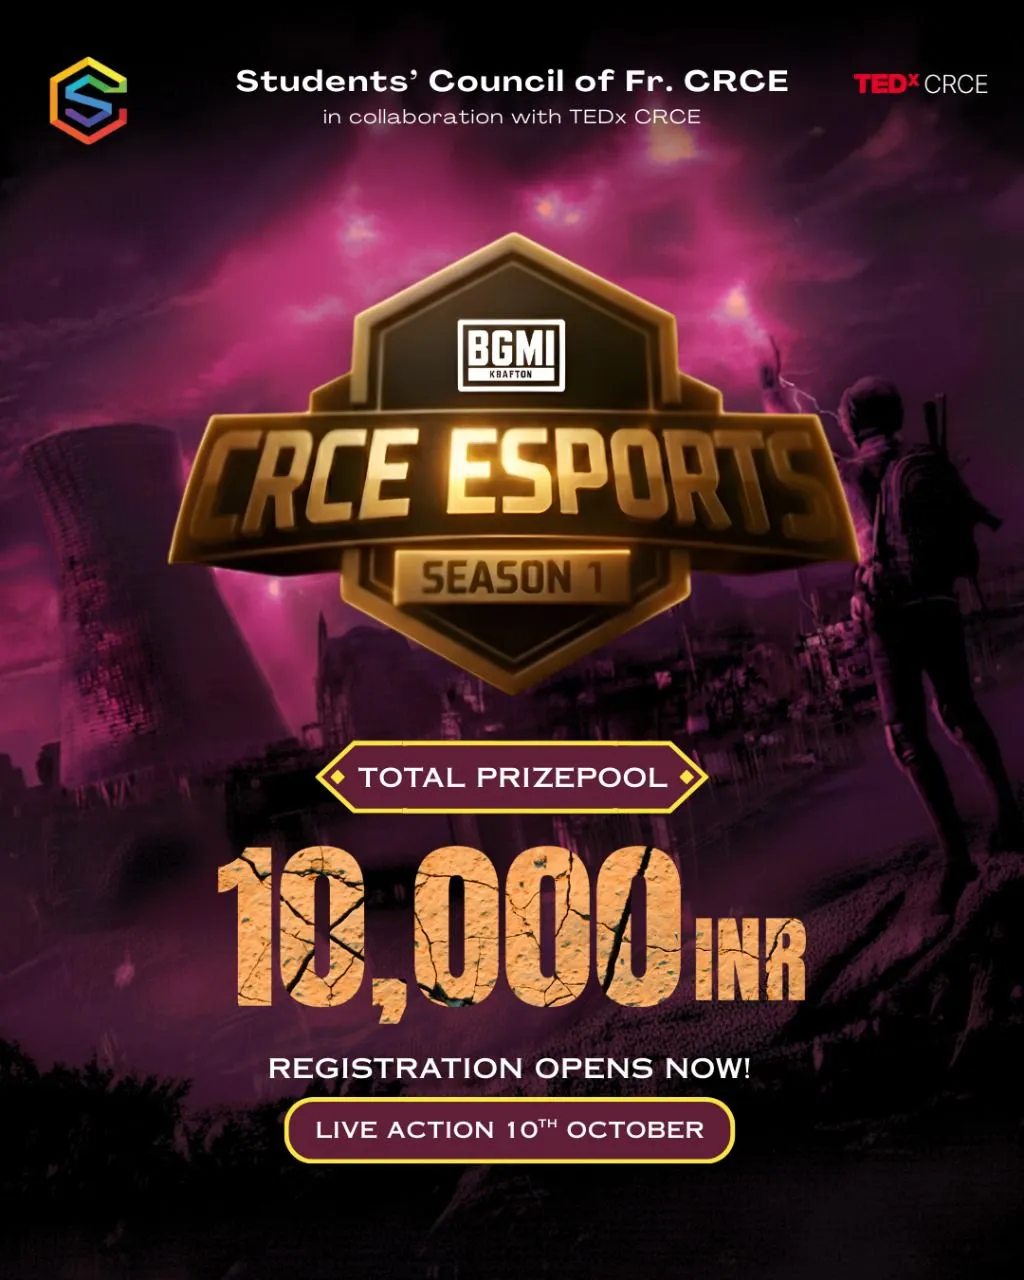 Students' Council of Fr. CRCE
in collaboration with TEDx CRCE
TEDx CRCE
BGMI
KRAFTON
CRCE ESPORTS
SEASON 1
TOTAL PRIZEPOOL
10,000 INR
REGISTRATION OPENS NOW!
LIVE ACTION 10TH OCTOBER